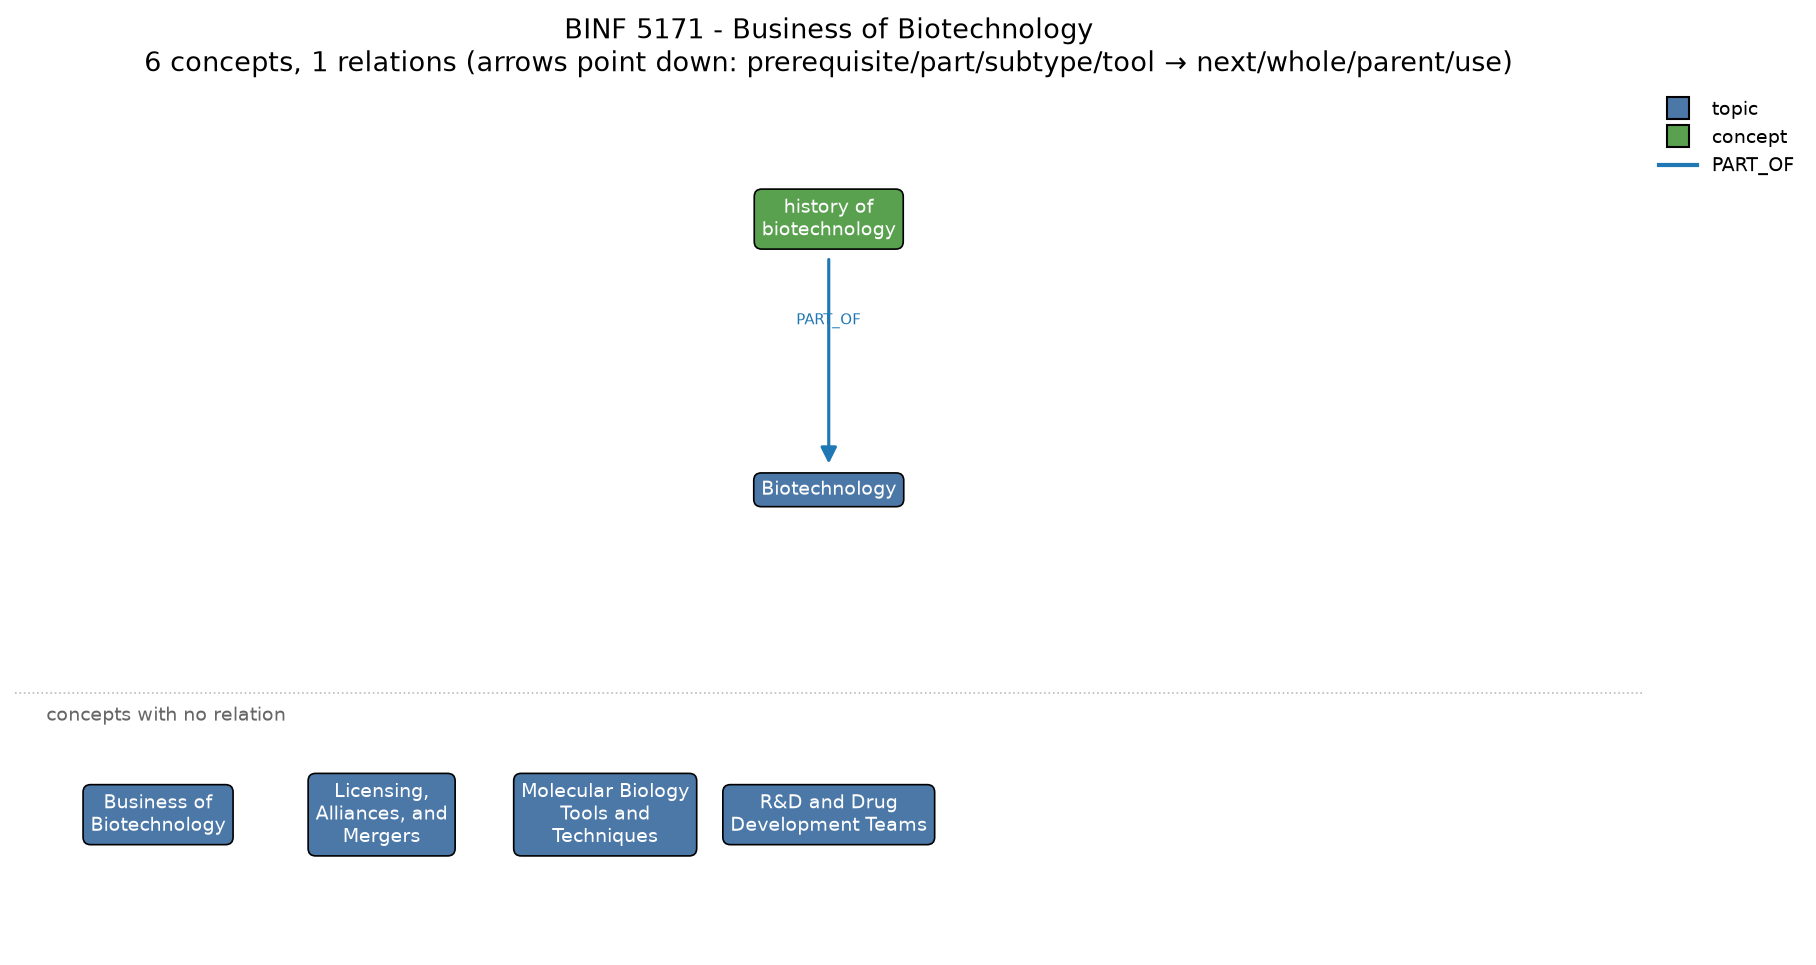 BINF 5171 - Business of Biotechnology
6 concepts, 1 relations (arrows point down: prerequisite/part/subtype/tool → next/whole/parent/use)
topic
concept
PART_OF
history of
biotechnology
PART_OF
Biotechnology
concepts with no relation
Business of
Biotechnology
Licensing,
Alliances, and
Mergers
Molecular Biology
Tools and
Techniques
R&D and Drug
Development Teams